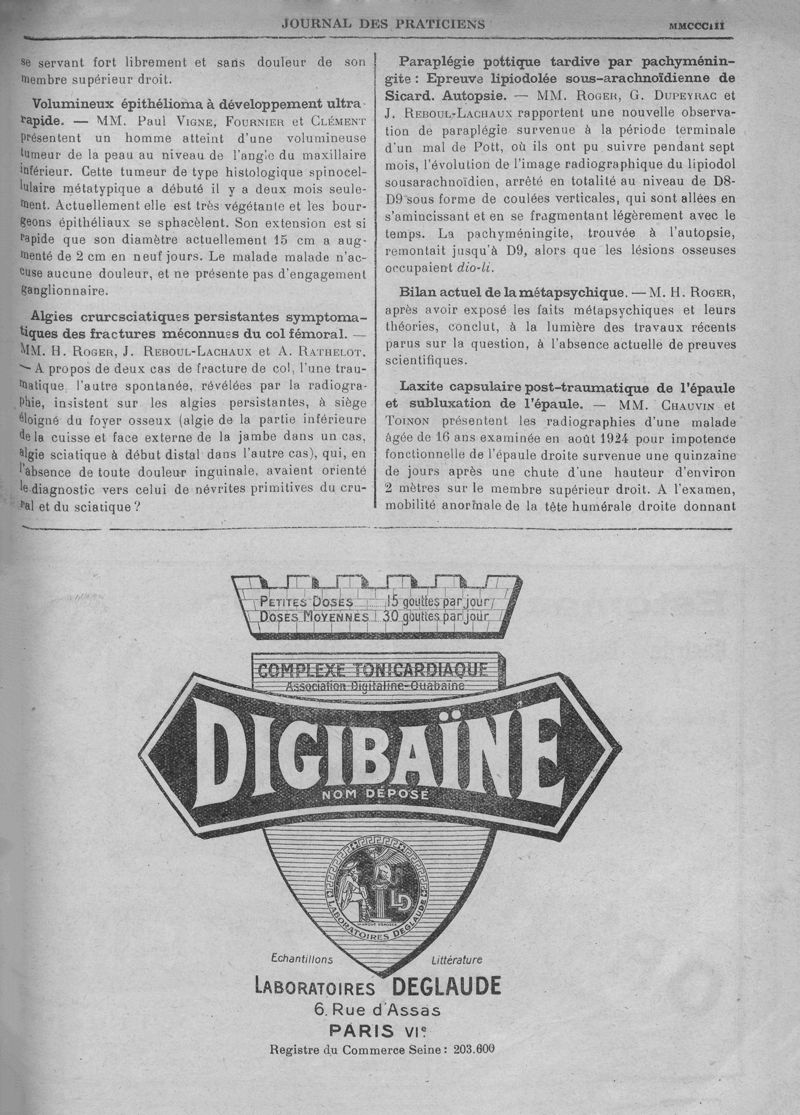 JOURNAL DES PRATICIENS
MMCCCIII
se servant fort librement et sans douleur de son
membre supérieur droit.
Volumineux épithélioma à développement ultra-
rapide. — MM. Paul VIGNE, FOURNIER et CLÉMENT
présentent un homme atteint d'une volumineuse
tumeur de la peau au niveau de l'angle du maxillaire
inférieur. Cette tumeur de type histologique spinocel-
lulaire métatypique a débuté il y a deux mois seule-
ment. Actuellement elle est très végétante et les bour-
geons épithéliaux se sphacèlent. Son extension est si
rapide que son diamètre actuellement 15 cm a aug-
menté de 2 cm en neuf jours. Le malade malade n'ac-
cuse aucune douleur, et ne présente pas d'engagement
ganglionnaire.
Algies crurosciatiques persistantes symptoma-
tiques des fractures méconnues du col fémoral. —
MM. H. ROGER, J. REBOUL-LACHAUX et A. RATHELOT.
— A propos de deux cas de fracture de col, l'une trau-
matique, l'autre spontanée, révélées par la radiogra-
phie, insistent sur les algies persistantes, à siège
éloigné du foyer osseux (algie de la partie inférieure
de la cuisse et face externe de la jambe dans un cas,
algie sciatique à début distal dans l'autre cas), qui, en
l'absence de toute douleur inguinale, avaient orienté
le diagnostic vers celui de névrites primitives du cru-
ral et du sciatique ?
Paraplégie pottique tardive par pachyménin-
gite : Epreuve lipiodolée sous-arachnoïdienne de
Sicard. Autopsie. — MM. ROGER, G. DUPEYRAC et
J. REBOUL-LACHAUX rapportent une nouvelle observa-
tion de paraplégie survenue à la période terminale
d'un mal de Pott, où ils ont pu suivre pendant sept
mois, l'évolution de l'image radiographique du lipiodol
sousarachnoïdien, arrêté en totalité au niveau de D8-
D9 sous forme de coulées verticales, qui sont allées en
s'amincissant et en se fragmentant légèrement avec le
temps. La pachyméningite, trouvée à l'autopsie,
remontait jusqu'à D9, alors que les lésions osseuses
occupaient dio-li.
Bilan actuel de la métapsychique. — M. H. ROGER,
après avoir exposé les faits métapsychiques et leurs
théories, conclut, à la lumière des travaux récents
parus sur la question, à l'absence actuelle de preuves
scientifiques.
Laxite capsulaire post-traumatique de l'épaule
et subluxation de l'épaule. — MM. CHAUVIN et
TOINON présentent les radiographies d'une malade
âgée de 16 ans examinée en août 1924 pour impotence
fonctionnelle de l'épaule droite survenue une quinzaine
de jours après une chute d'une hauteur d'environ
2 mètres sur le membre supérieur droit. A l'examen,
mobilité anormale de la tête humérale droite donnant
PETITES DOSES ...... 15 gouttes par jour
DOSES MOYENNES 30 gouttes par jour
COMPLEXE TONICARDIAQUE
Association Digitaline-Ouabaïne
DIGIBAÏNE
NOM DÉPOSÉ
LD
LABORATOIRES DEGLAUDE
Echantillons
Littérature
LABORATOIRES DEGLAUDE
6. Rue d'Assas
PARIS VIe
Registre du Commerce Seine : 203.600